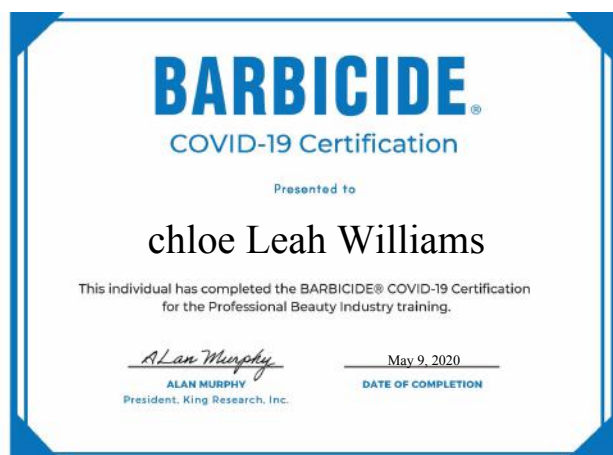 BARBICIDE®
COVID-19 Certification
Presented to
chloe Leah Williams
This individual has completed the BARBICIDE® COVID-19 Certification
for the Professional Beauty Industry training.
ALan Murphy May 9, 2020
ALAN MURPHY DATE OF COMPLETION
President, King Research, Inc.